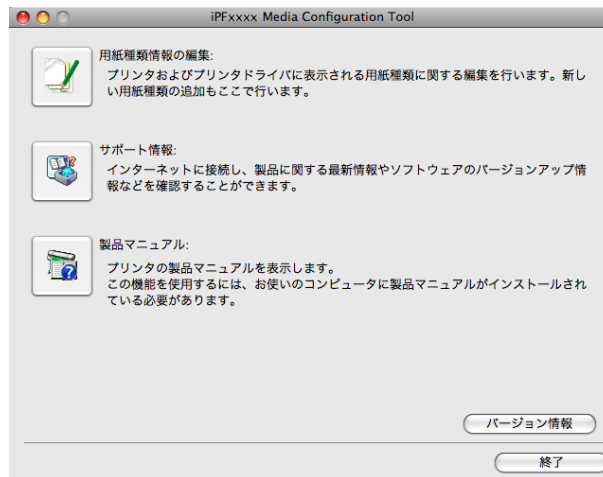 iPFxxxx Media Configuration Tool
用紙種類情報の編集:
プリンタおよびプリンタドライバに表示される用紙種類に関する編集を行います。新し
い用紙種類の追加もここで行います。
サポート情報:
インターネットに接続し、製品に関する最新情報やソフトウェアのバージョンアップ情
報などを確認することができます。
製品マニュアル:
プリンタの製品マニュアルを表示します。
この機能を使用するには、お使いのコンピュータに製品マニュアルがインストールされ
ている必要があります。
バージョン情報
終了